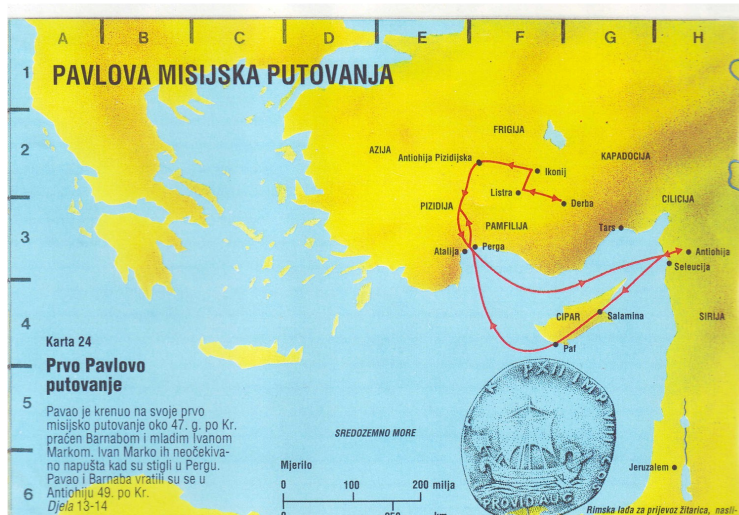 A B C D E F G H
1
PAVLOVA MISIJSKA PUTOVANJA
2
AZIJA
FRIGIJA
Antiohija Pizidijska
Ikonij
KAPADOCIJA
Listra
Derba
CILICIJA
PIZIDIJA
3
PAMFILIJA
Tars
Atalija
Perga
Antiohija
Seleucija
4
CIPAR
Salamina
SIRIJA
Paf
Karta 24
Prvo Pavlovo
putovanje
5
Pavao je krenuo na svoje prvo
misijsko putovanje oko 47. g. po Kr.
praćen Barnabom i mladim Ivanom
Markom. Ivan Marko ih neočekiva-
no napušta kad su stigli u Pergu.
Pavao i Barnaba vratili su se u
Antiohiju 49. po Kr.
Djela 13-14
6
SREDOZEMNO MORE
Mjerilo
0 100 200 milja
0 250 km
PROVID AUG
Jeruzalem
Rimska lađa za prijevoz žitarica, nasli-